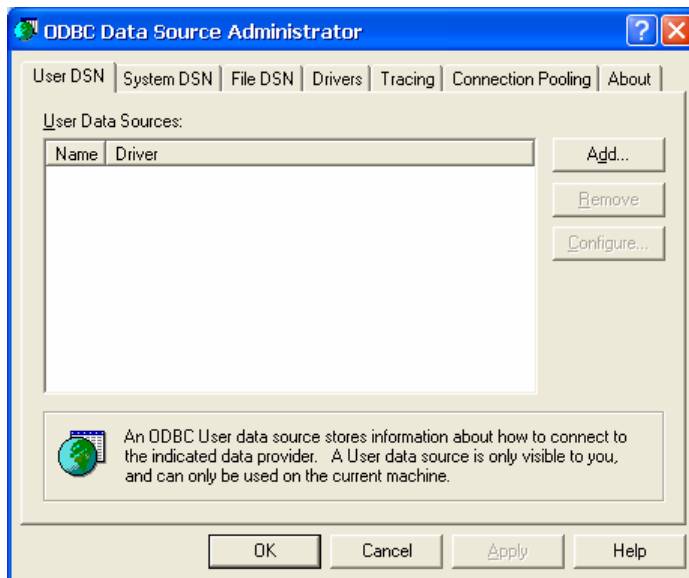 ODBC Data Source Administrator
User DSN System DSN File DSN Drivers Tracing Connection Pooling About
User Data Sources:
Name Driver
Add...
Remove
Configure...
An ODBC User data source stores information about how to connect to
the indicated data provider. A User data source is only visible to you,
and can only be used on the current machine.
OK Cancel Apply Help